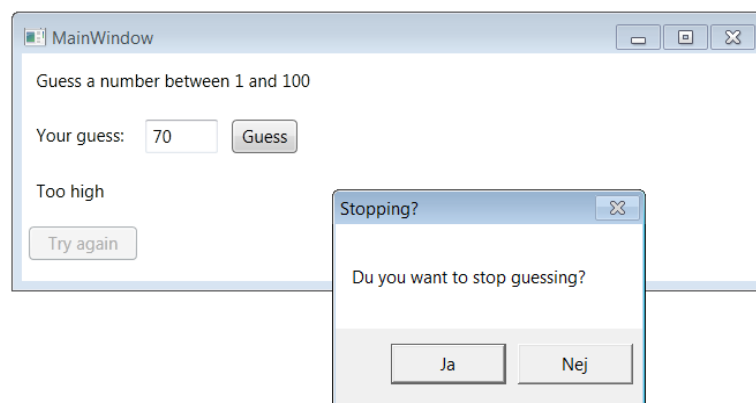 MainWindow
Guess a number between 1 and 100
Your guess: 70 Guess
Too high
Try again
Stopping?
Du you want to stop guessing?
Ja Nej